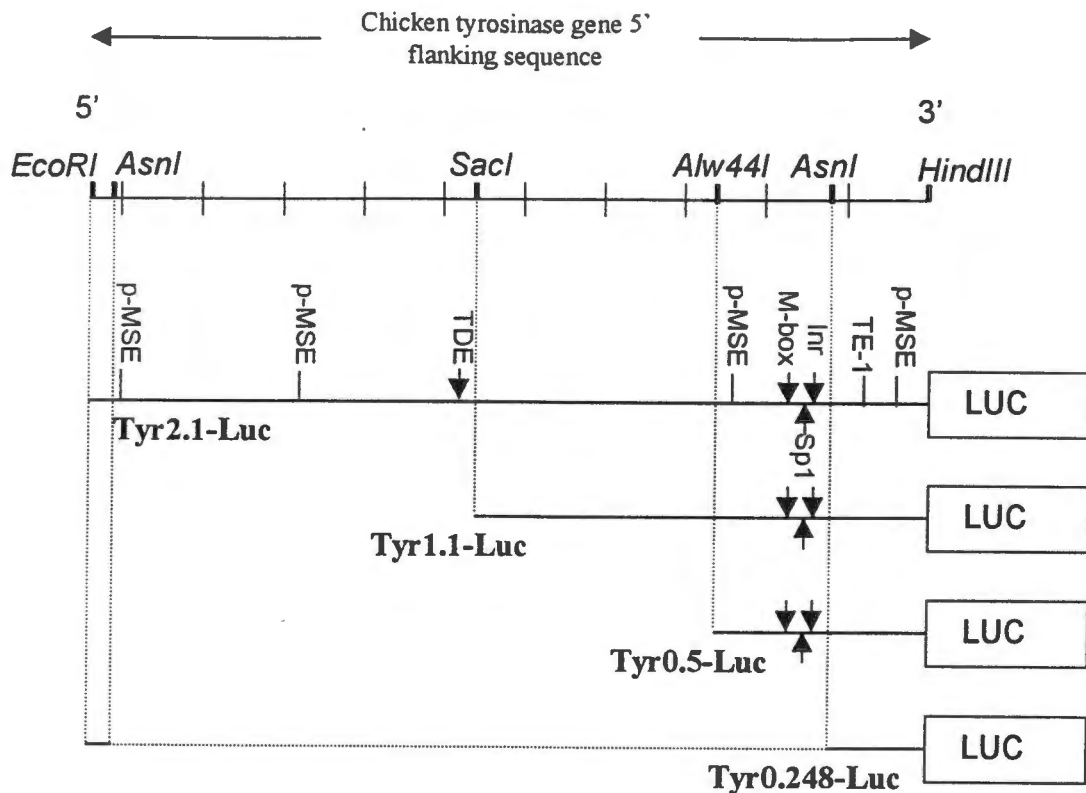 Chicken tyrosinase gene 5‘
flanking sequence
5’
3’
EcoRI
AsnI
SacI
Alw44I
AsnI
HindIII
p-MSE
p-MSE
TDE
p-MSE
M-box
Inr
TE-1
p-MSE
LUC
Tyr2.1-Luc
Sp1
LUC
Tyr1.1-Luc
LUC
Tyr0.5-Luc
LUC
Tyr0.248-Luc